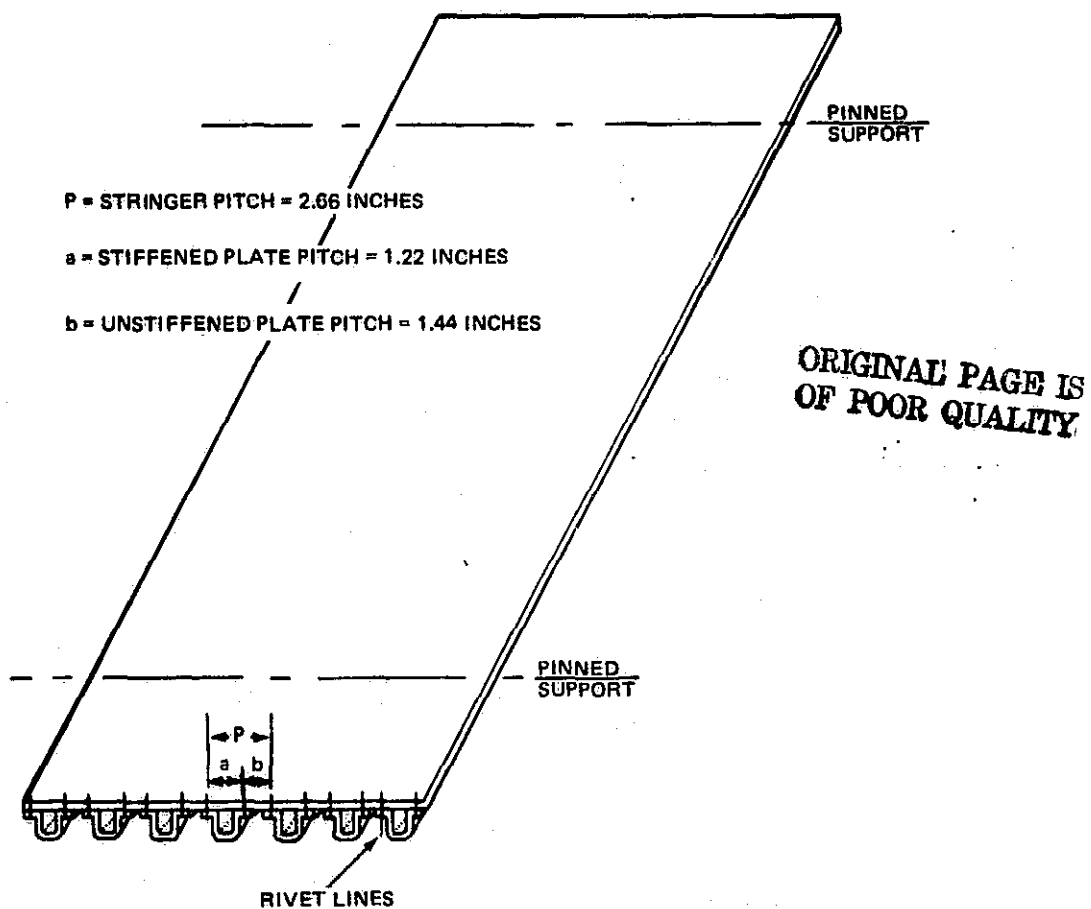 PINNED
SUPPORT
P = STRINGER PITCH = 2.66 INCHES
a = STIFFENED PLATE PITCH = 1.22 INCHES
b = UNSTIFFENED PLATE PITCH = 1.44 INCHES
ORIGINAL PAGE IS
OF POOR QUALITY
PINNED
SUPPORT
P
a b
RIVET LINES